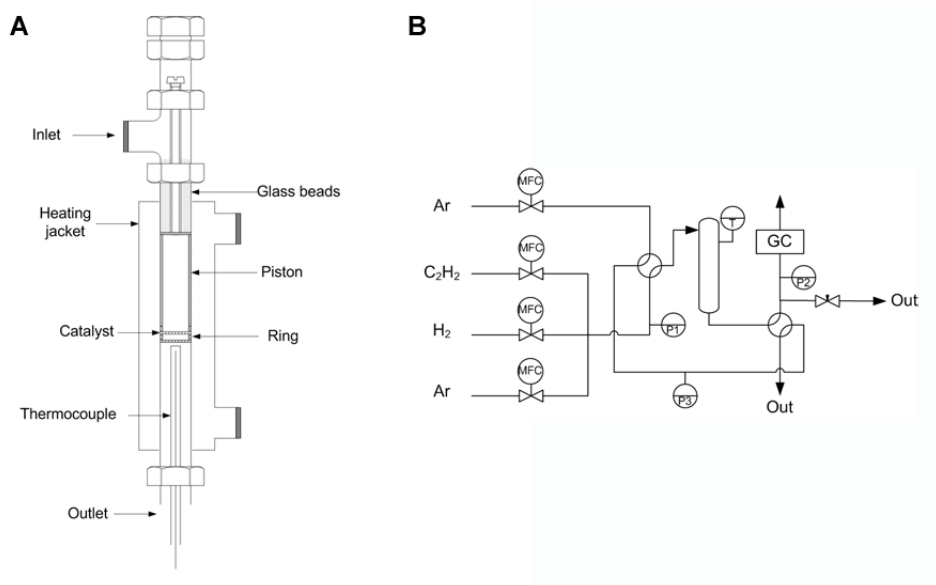 A
Inlet
Glass beads
Heating
jacket
Piston
Catalyst
Ring
Thermocouple
Outlet
B
MFC
Ar
MFC
C2H2
MFC
H2
MFC
Ar
T
GC
P2
Out
P1
P3
Out